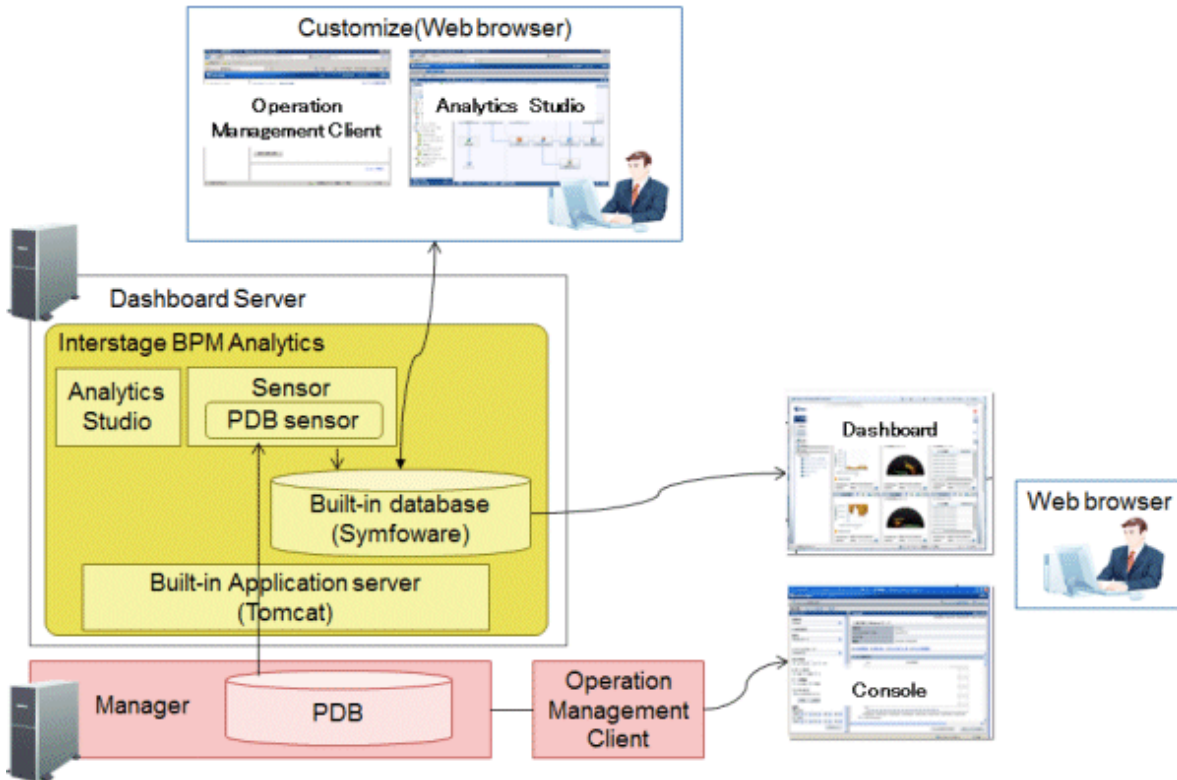 Customize(Web browser)
Operation
Management Client
Analytics Studio
Dashboard Server
Interstage BPM Analytics
Analytics
Studio
Sensor
PDB sensor
Built-in database
(Symfoware)
Built-in Application server
(Tomcat)
Dashboard
Web browser
Console
Manager
PDB
Operation
Management
Client